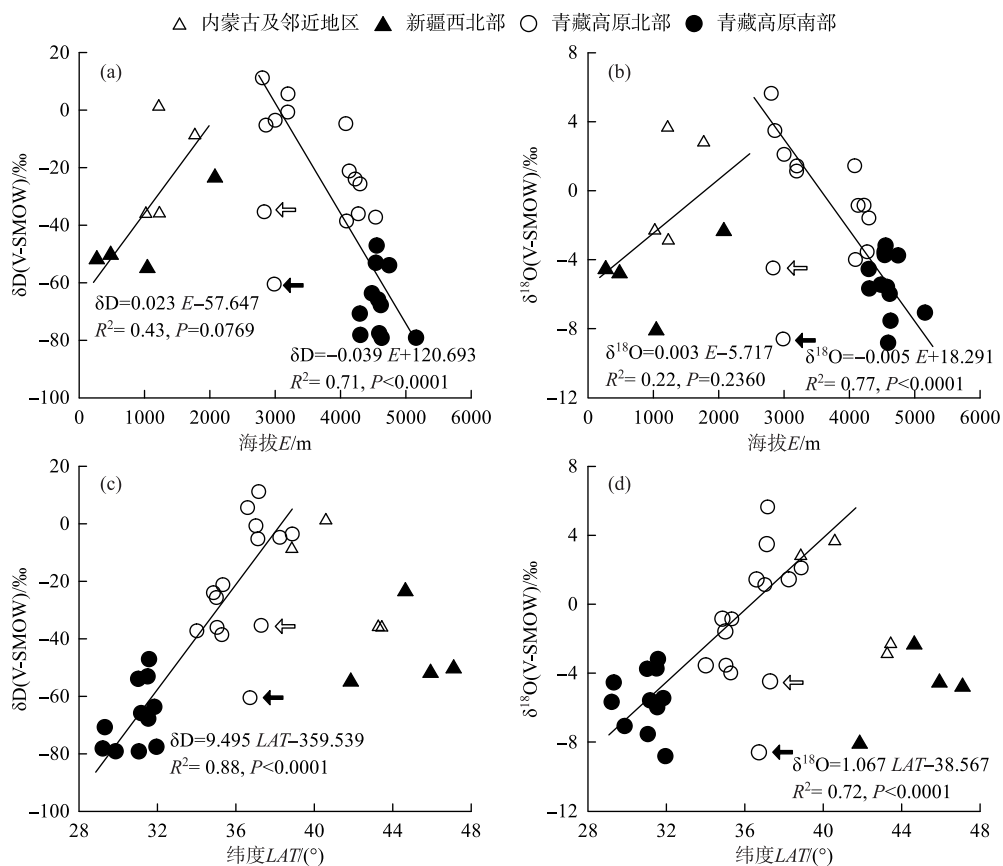 △ 内蒙古及邻近地区 ▲ 新疆西北部 ○ 青藏高原北部 ● 青藏高原南部
(a)
20
0
−20
−40
−60
−80
−100
δD(V-SMOW)/‰
δD=0.023 E−57.647
R²= 0.43, P=0.0769
δD=−0.039 E+120.693
R²= 0.71, P<0.0001
0 1000 2000 3000 4000 5000 6000
海拔E/m
(b)
8
4
0
−4
−8
−12
δ¹⁸O(V-SMOW)/‰
δ¹⁸O=0.003 E−5.717
R²= 0.22, P=0.2360
δ¹⁸O=−0.005 E+18.291
R²= 0.77, P<0.0001
0 1000 2000 3000 4000 5000 6000
海拔E/m
(c)
20
0
−20
−40
−60
−80
−100
δD(V-SMOW)/‰
δD=9.495 LAT−359.539
R²= 0.88, P<0.0001
28 32 36 40 44 48
纬度LAT/(°)
(d)
8
4
0
−4
−8
−12
δ¹⁸O(V-SMOW)/‰
δ¹⁸O=1.067 LAT−38.567
R²= 0.72, P<0.0001
28 32 36 40 44 48
纬度LAT/(°)